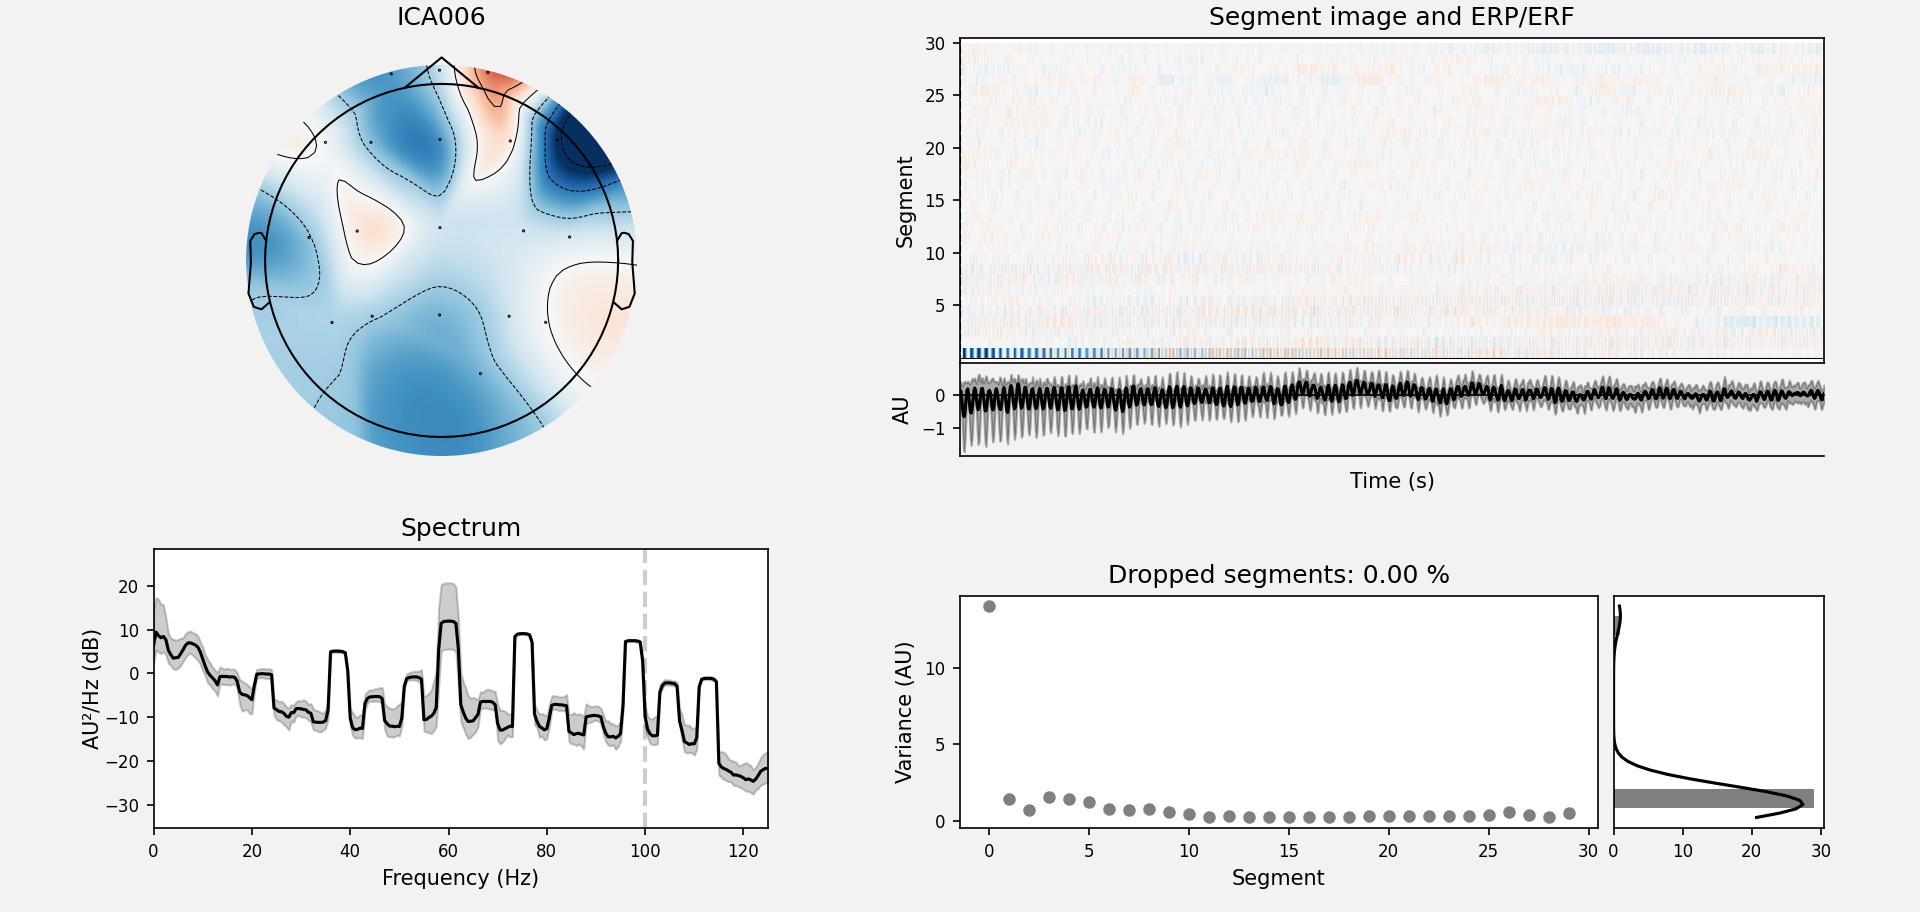 ICA006
Segment image and ERP/ERF
30
25
20
15
10
5
Segment
0
−1
AU
Time (s)
Spectrum
20
10
0
−10
−20
−30
AU²/Hz (dB)
0 20 40 60 80 100 120
Frequency (Hz)
Dropped segments: 0.00 %
10
5
0
Variance (AU)
0 5 10 15 20 25 30
Segment
0 10 20 30